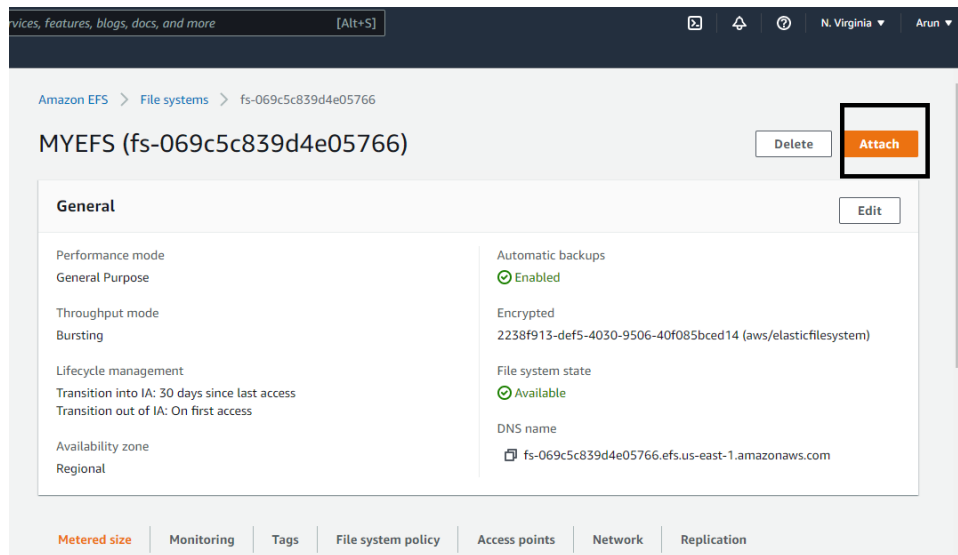 rvices, features, blogs, docs, and more [Alt+S] N. Virginia ▼ Arun ▼
Amazon EFS > File systems > fs-069c5c839d4e05766
MYEFS (fs-069c5c839d4e05766)
Delete Attach
General
Edit
Performance mode
General Purpose
Throughput mode
Bursting
Lifecycle management
Transition into IA: 30 days since last access
Transition out of IA: On first access
Availability zone
Regional
Automatic backups
Enabled
Encrypted
2238f913-def5-4030-9506-40f085bced14 (aws/elasticfilesystem)
File system state
Available
DNS name
fs-069c5c839d4e05766.efs.us-east-1.amazonaws.com
Metered size Monitoring Tags File system policy Access points Network Replication